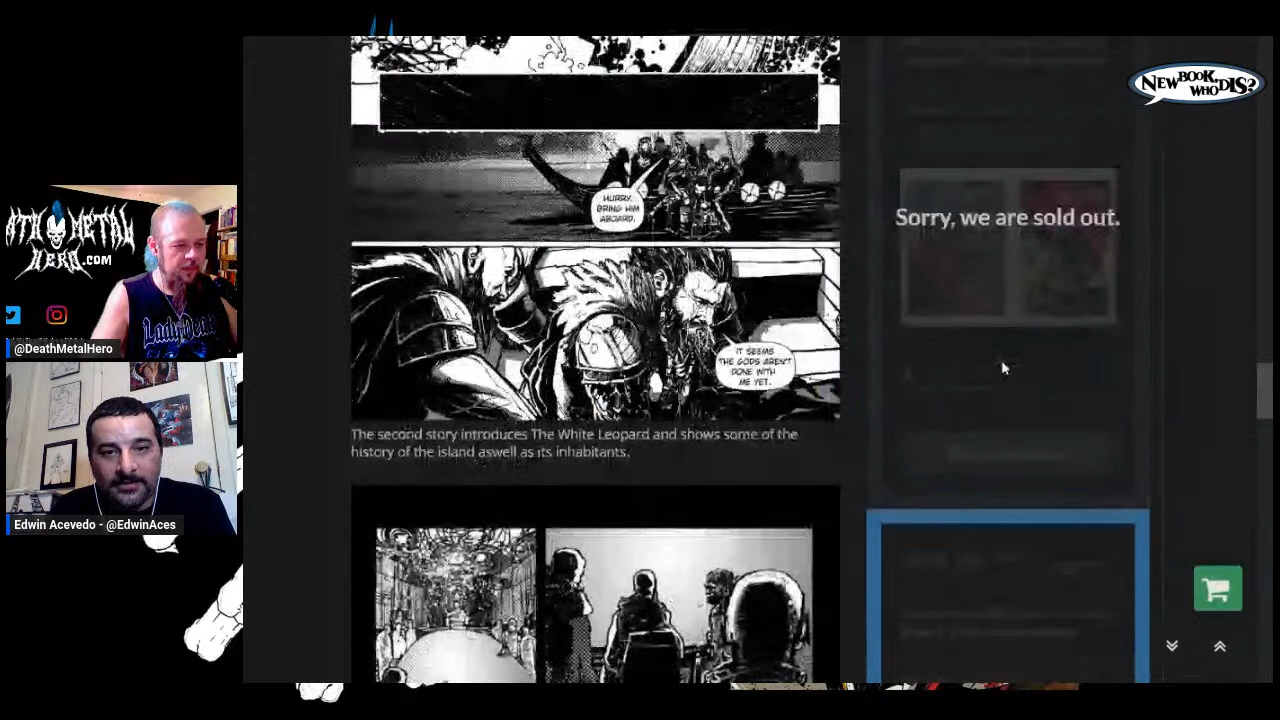 NEW BOOK, WHO DIS?
HURRY,
BRING HIM
ABOARD.
Sorry, we are sold out.
ATH METAL
HERO
.COM
Lady Death
@DeathMetalHero
IT SEEMS
THE GODS AREN'T
DONE WITH
ME YET.
The second story introduces The White Leopard and shows some of the
history of the island aswell as its inhabitants.
Edwin Acevedo - @EdwinAces